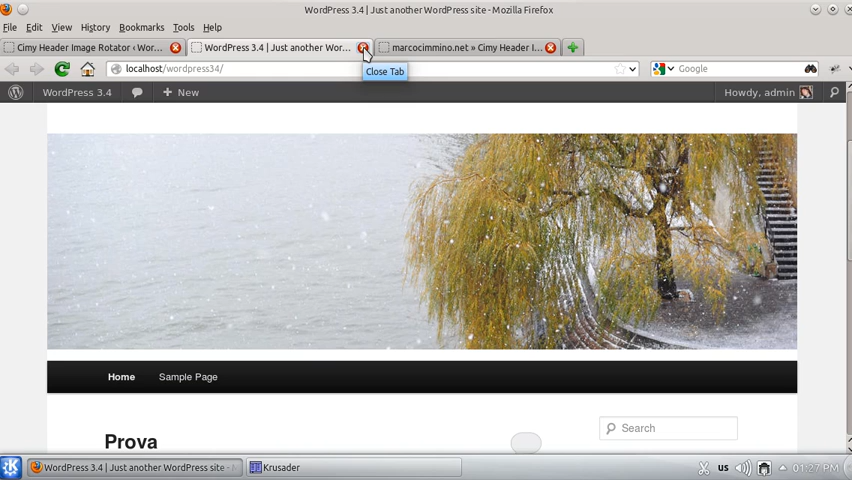 WordPress 3.4 | Just another WordPress site - Mozilla Firefox
File Edit View History Bookmarks Tools Help
Cimy Header Image Rotator ‹ Wor... WordPress 3.4 | Just another Wor... marcocimmino.net » Cimy Header I...
localhost/wordpress34/ Google
Close Tab
WordPress 3.4 New Howdy, admin
Home Sample Page
Search
Prova
WordPress 3.4 | Just another WordPress site - M Krusader us 01:27 PM